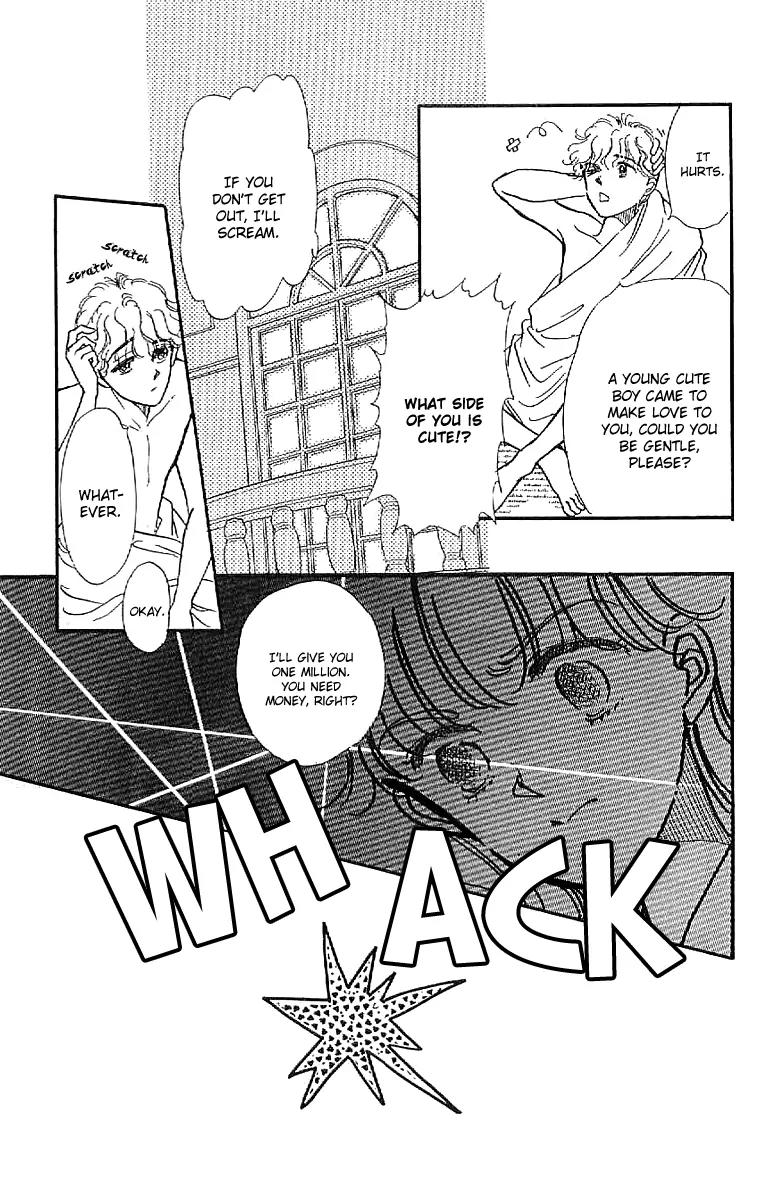 IT
HURTS.
A YOUNG CUTE
BOY CAME TO
MAKE LOVE TO
YOU, COULD YOU
BE GENTLE,
PLEASE?
WHAT SIDE
OF YOU IS
CUTE!?
IF YOU
DON'T GET
OUT, I'LL
SCREAM.
scratch
scratch
WHAT-
EVER.
OKAY.
I'LL GIVE YOU
ONE MILLION.
YOU NEED
MONEY, RIGHT?
WHACK